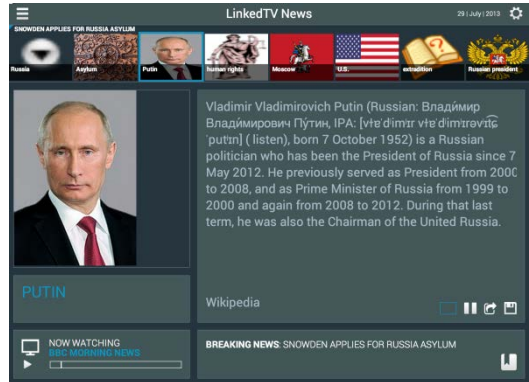 LinkedTV News
29 | July | 2013
SNOWDEN APPLIES FOR RUSSIA ASYLUM
Russia
Asylum
Putin
human rights
Moscow
U.S.
extradition
Russian president
Vladimir Vladimirovich Putin (Russian: Влади́мир
Влади́мирович Пу́тин, IPA: [vɫɐˈdʲimʲɪr vɫɐˈdʲimʲɪrəvʲɪtɕ
ˈputʲɪn] ( listen), born 7 October 1952) is a Russian
politician who has been the President of Russia since 7
May 2012. He previously served as President from 2000
to 2008, and as Prime Minister of Russia from 1999 to
2000 and again from 2008 to 2012. During that last
term, he was also the Chairman of the United Russia.
PUTIN
Wikipedia
NOW WATCHING
BBC MORNING NEWS
BREAKING NEWS: SNOWDEN APPLIES FOR RUSSIA ASYLUM